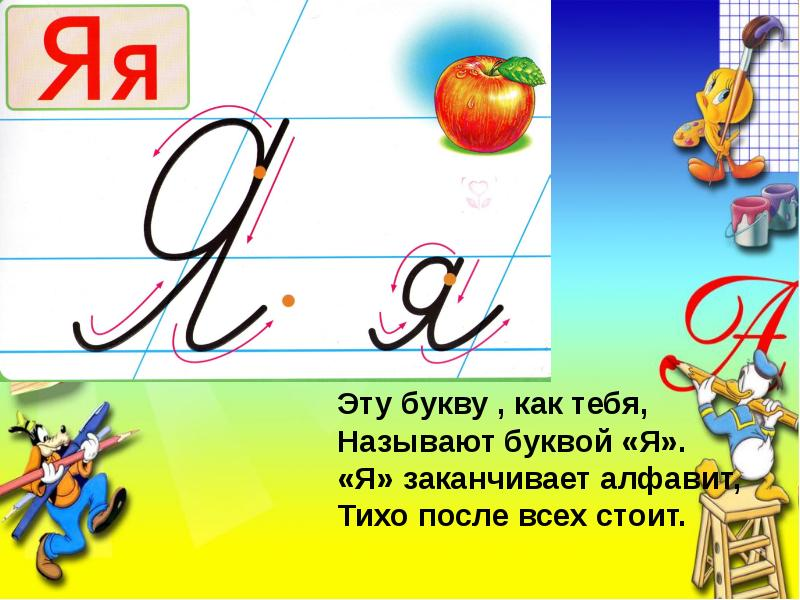 Яя
Я я
А
Эту букву , как тебя,
Называют буквой «Я».
«Я» заканчивает алфавит,
Тихо после всех стоит.